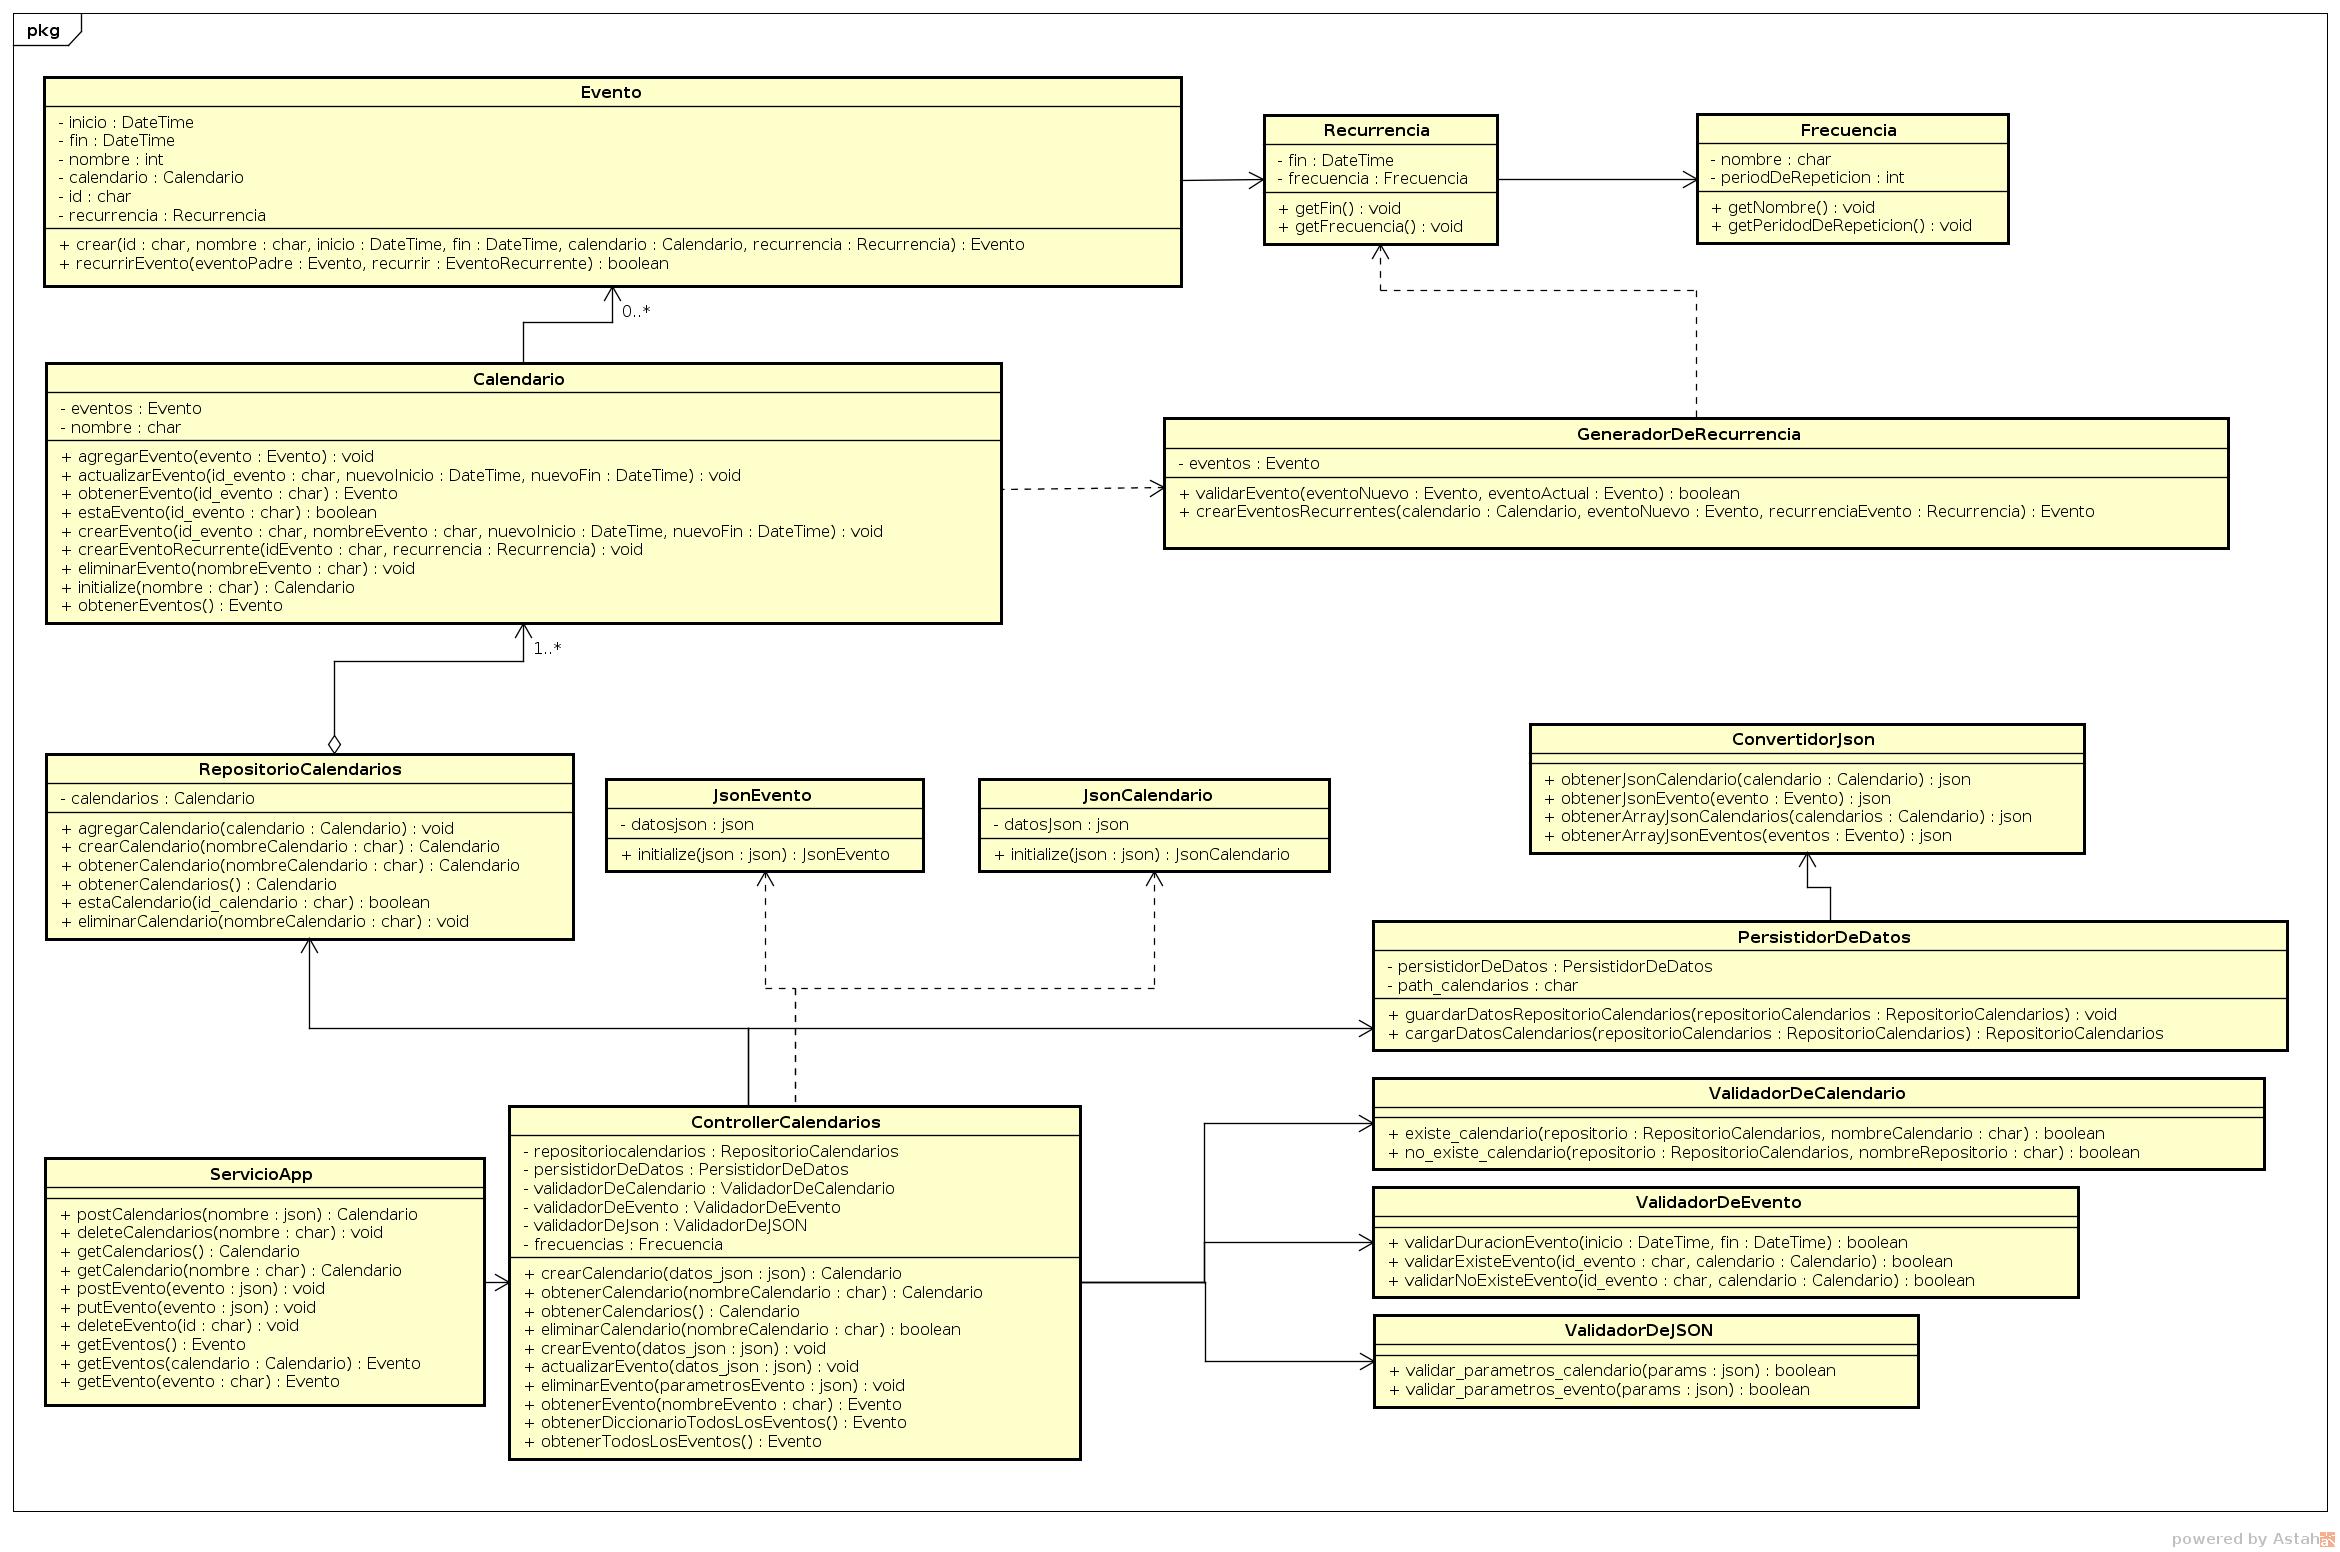 pkg
Evento
- inicio : DateTime
- fin : DateTime
- nombre : int
- calendario : Calendario
- id : char
- recurrencia : Recurrencia
+ crear(id : char, nombre : char, inicio : DateTime, fin : DateTime, calendario : Calendario, recurrencia : Recurrencia) : Evento
+ recurrirEvento(eventoPadre : Evento, recurrir : EventoRecurrente) : boolean
Recurrencia
- fin : DateTime
- frecuencia : Frecuencia
+ getFin() : void
+ getFrecuencia() : void
Frecuencia
- nombre : char
- periodDeRepeticion : int
+ getNombre() : void
+ getPeridodDeRepeticion() : void
0..*
Calendario
- eventos : Evento
- nombre : char
+ agregarEvento(evento : Evento) : void
+ actualizarEvento(id_evento : char, nuevoInicio : DateTime, nuevoFin : DateTime) : void
+ obtenerEvento(id_evento : char) : Evento
+ estaEvento(id_evento : char) : boolean
+ crearEvento(id_evento : char, nombreEvento : char, nuevoInicio : DateTime, nuevoFin : DateTime) : void
+ crearEventoRecurrente(idEvento : char, recurrencia : Recurrencia) : void
+ eliminarEvento(nombreEvento : char) : void
+ initialize(nombre : char) : Calendario
+ obtenerEventos() : Evento
GeneradorDeRecurrencia
- eventos : Evento
+ validarEvento(eventoNuevo : Evento, eventoActual : Evento) : boolean
+ crearEventosRecurrentes(calendario : Calendario, eventoNuevo : Evento, recurrenciaEvento : Recurrencia) : Evento
1..*
RepositorioCalendarios
- calendarios : Calendario
+ agregarCalendario(calendario : Calendario) : void
+ crearCalendario(nombreCalendario : char) : Calendario
+ obtenerCalendario(nombreCalendario : char) : Calendario
+ obtenerCalendarios() : Calendario
+ estaCalendario(id_calendario : char) : boolean
+ eliminarCalendario(nombreCalendario : char) : void
JsonEvento
- datosjson : json
+ initialize(json : json) : JsonEvento
JsonCalendario
- datosJson : json
+ initialize(json : json) : JsonCalendario
ConvertidorJson
+ obtenerJsonCalendario(calendario : Calendario) : json
+ obtenerJsonEvento(evento : Evento) : json
+ obtenerArrayJsonCalendarios(calendarios : Calendario) : json
+ obtenerArrayJsonEventos(eventos : Evento) : json
PersistidorDeDatos
- persistidorDeDatos : PersistidorDeDatos
- path_calendarios : char
+ guardarDatosRepositorioCalendarios(repositorioCalendarios : RepositorioCalendarios) : void
+ cargarDatosCalendarios(repositorioCalendarios : RepositorioCalendarios) : RepositorioCalendarios
ServicioApp
+ postCalendarios(nombre : json) : Calendario
+ deleteCalendarios(nombre : char) : void
+ getCalendarios() : Calendario
+ getCalendario(nombre : char) : Calendario
+ postEvento(evento : json) : void
+ putEvento(evento : json) : void
+ deleteEvento(id : char) : void
+ getEventos() : Evento
+ getEventos(calendario : Calendario) : Evento
+ getEvento(evento : char) : Evento
ControllerCalendarios
- repositoriocalendarios : RepositorioCalendarios
- persistidorDeDatos : PersistidorDeDatos
- validadorDeCalendario : ValidadorDeCalendario
- validadorDeEvento : ValidadorDeEvento
- validadorDeJson : ValidadorDeJSON
- frecuencias : Frecuencia
+ crearCalendario(datos_json : json) : Calendario
+ obtenerCalendario(nombreCalendario : char) : Calendario
+ obtenerCalendarios() : Calendario
+ eliminarCalendario(nombreCalendario : char) : boolean
+ crearEvento(datos_json : json) : void
+ actualizarEvento(datos_json : json) : void
+ eliminarEvento(parametrosEvento : json) : void
+ obtenerEvento(nombreEvento : char) : Evento
+ obtenerDiccionarioTodosLosEventos() : Evento
+ obtenerTodosLosEventos() : Evento
ValidadorDeCalendario
+ existe_calendario(repositorio : RepositorioCalendarios, nombreCalendario : char) : boolean
+ no_existe_calendario(repositorio : RepositorioCalendarios, nombreRepositorio : char) : boolean
ValidadorDeEvento
+ validarDuracionEvento(inicio : DateTime, fin : DateTime) : boolean
+ validarExisteEvento(id_evento : char, calendario : Calendario) : boolean
+ validarNoExisteEvento(id_evento : char, calendario : Calendario) : boolean
ValidadorDeJSON
+ validar_parametros_calendario(params : json) : boolean
+ validar_parametros_evento(params : json) : boolean
powered by Astah